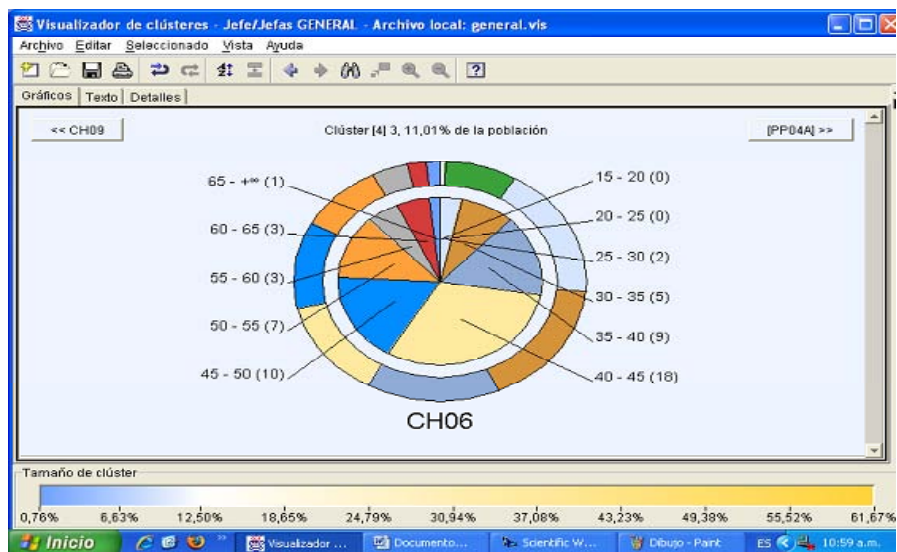 Visualizador de clústeres - Jefe/Jefas GENERAL - Archivo local: general.vis
Archivo Editar Seleccionado Vista Ayuda
Gráficos Texto Detalles
<< CH09
Clúster [4] 3, 11,01% de la población
[PP04A] >>
65 - +∞ (1)
15 - 20 (0)
60 - 65 (3)
20 - 25 (0)
25 - 30 (2)
55 - 60 (3)
30 - 35 (5)
50 - 55 (7)
35 - 40 (9)
45 - 50 (10)
40 - 45 (18)
CH06
Tamaño de clúster
0,76% 6,63% 12,50% 18,65% 24,79% 30,94% 37,08% 43,23% 49,38% 55,52% 61,67%
Inicio Visualizador ... Documento... Scientific W... Dibujo - Paint ES 10:59 a.m.